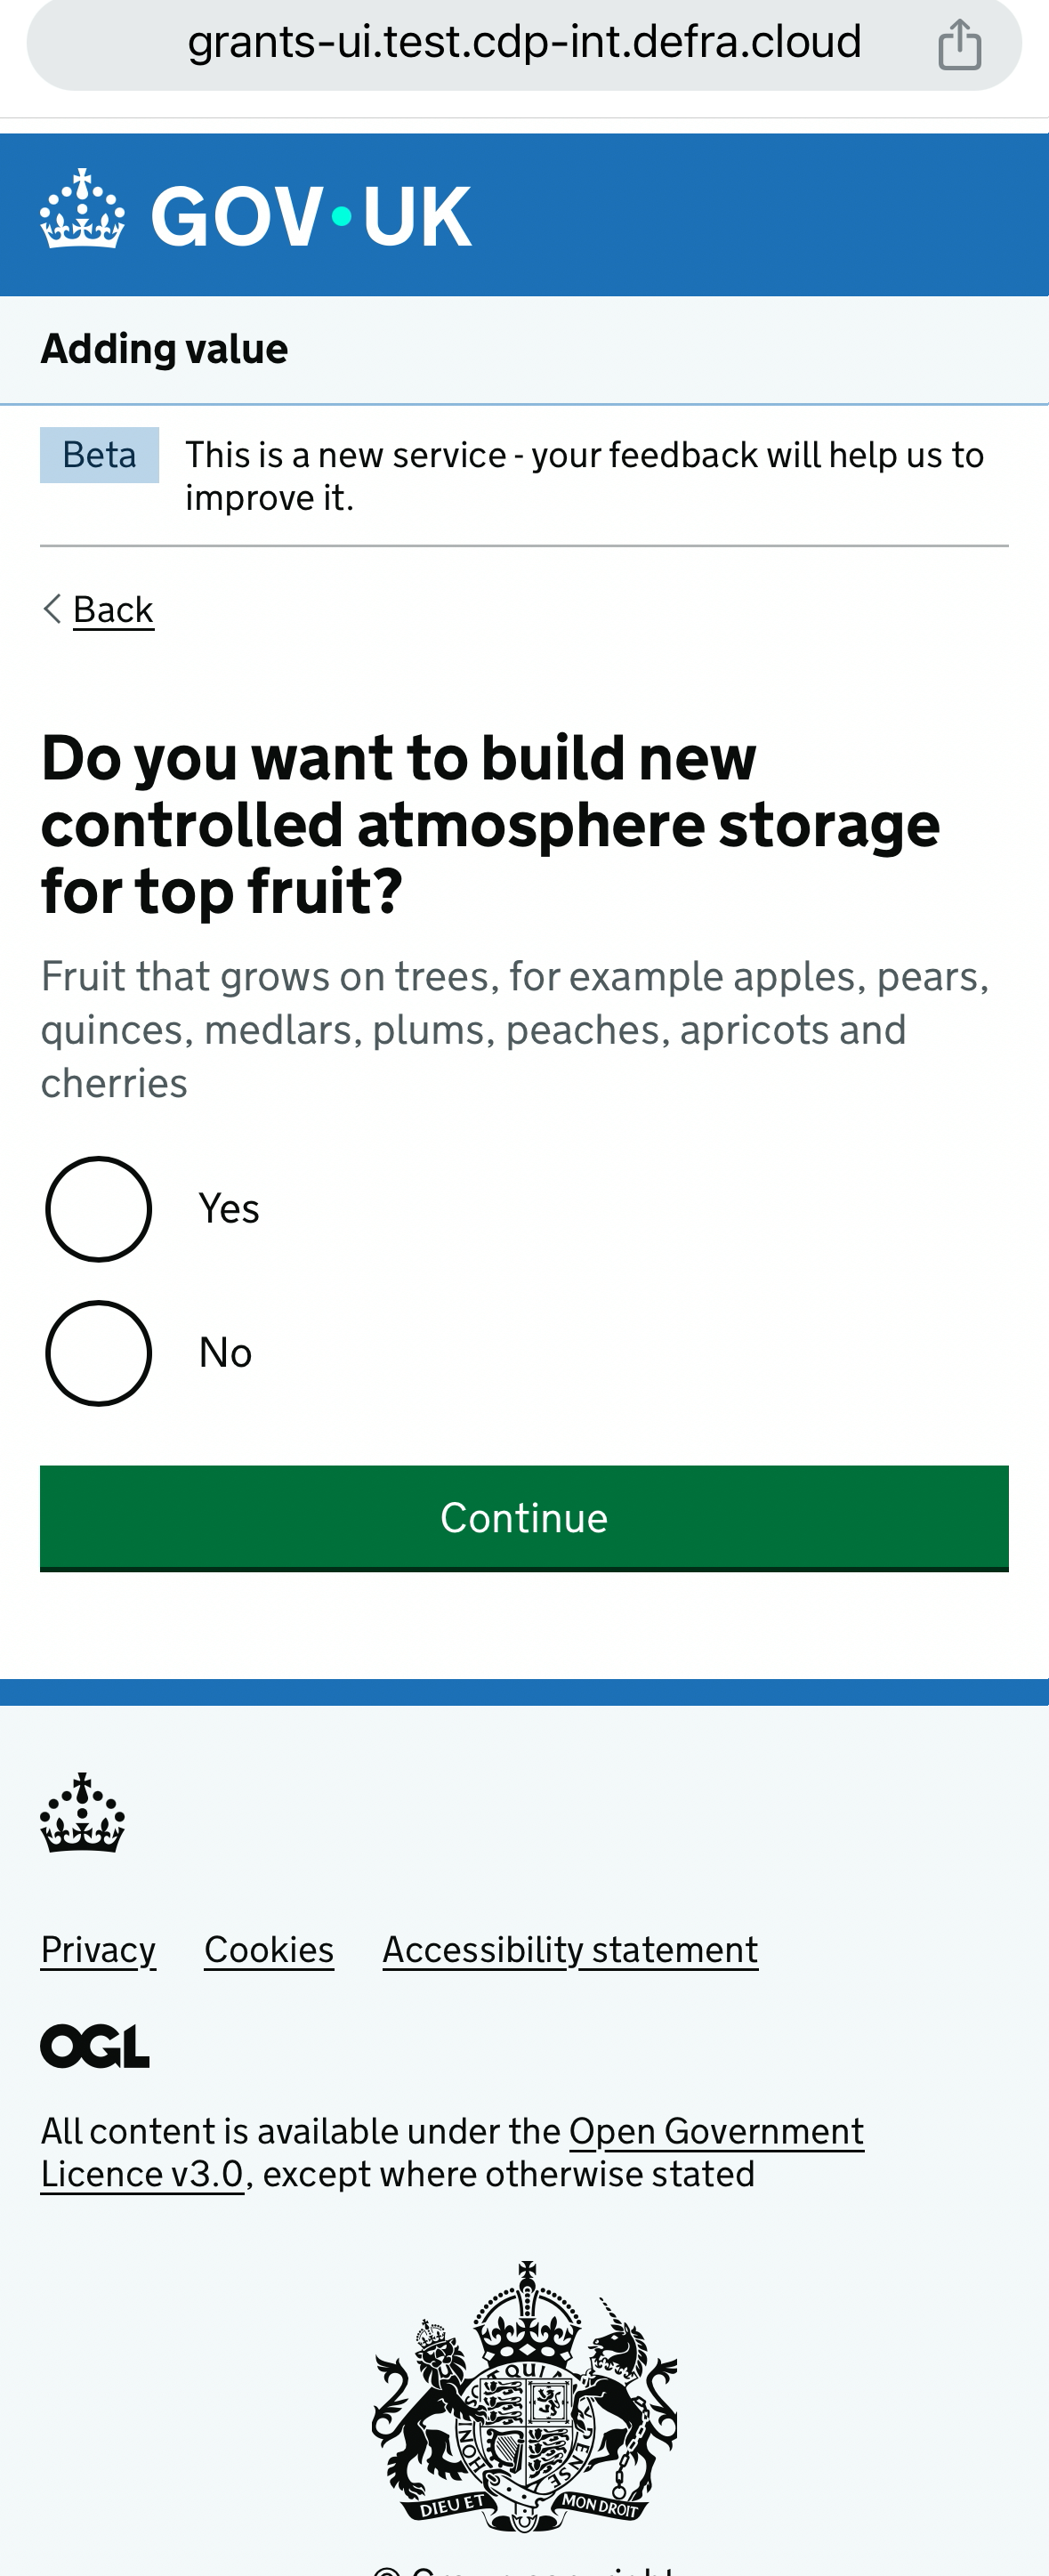 grants-ui.test.cdp-int.defra.cloud
GOV·UK
Adding value
Beta
This is a new service - your feedback will help us to
improve it.
Back
Do you want to build new
controlled atmosphere storage
for top fruit?
Fruit that grows on trees, for example apples, pears,
quinces, medlars, plums, peaches, apricots and
cherries
Yes
No
Continue
Privacy Cookies Accessibility statement
OGL
All content is available under the Open Government
Licence v3.0, except where otherwise stated
QUI
HON
PENSE
DIEU ET MON DROIT